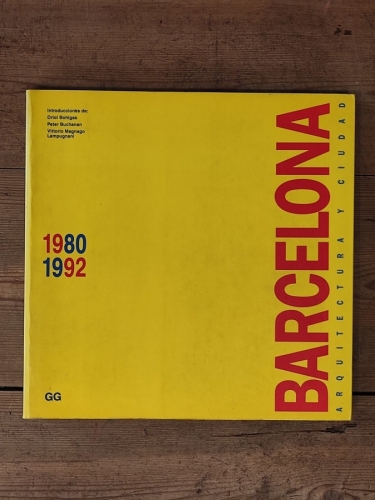 Introducciones de:
Oriol Bohigas
Peter Buchanan
Vittorio Magnago
Lampugnani
1980
1992
BARCELONA
ARQUITECTURA Y CIUDAD
GG